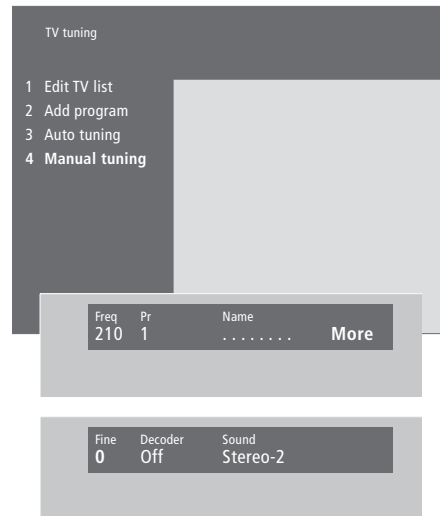 TV tuning
1 Edit TV list
2 Add program
3 Auto tuning
4 Manual tuning
Freq Pr Name
210 1 . . . . . . . . More
Fine Decoder Sound
0 Off Stereo-2